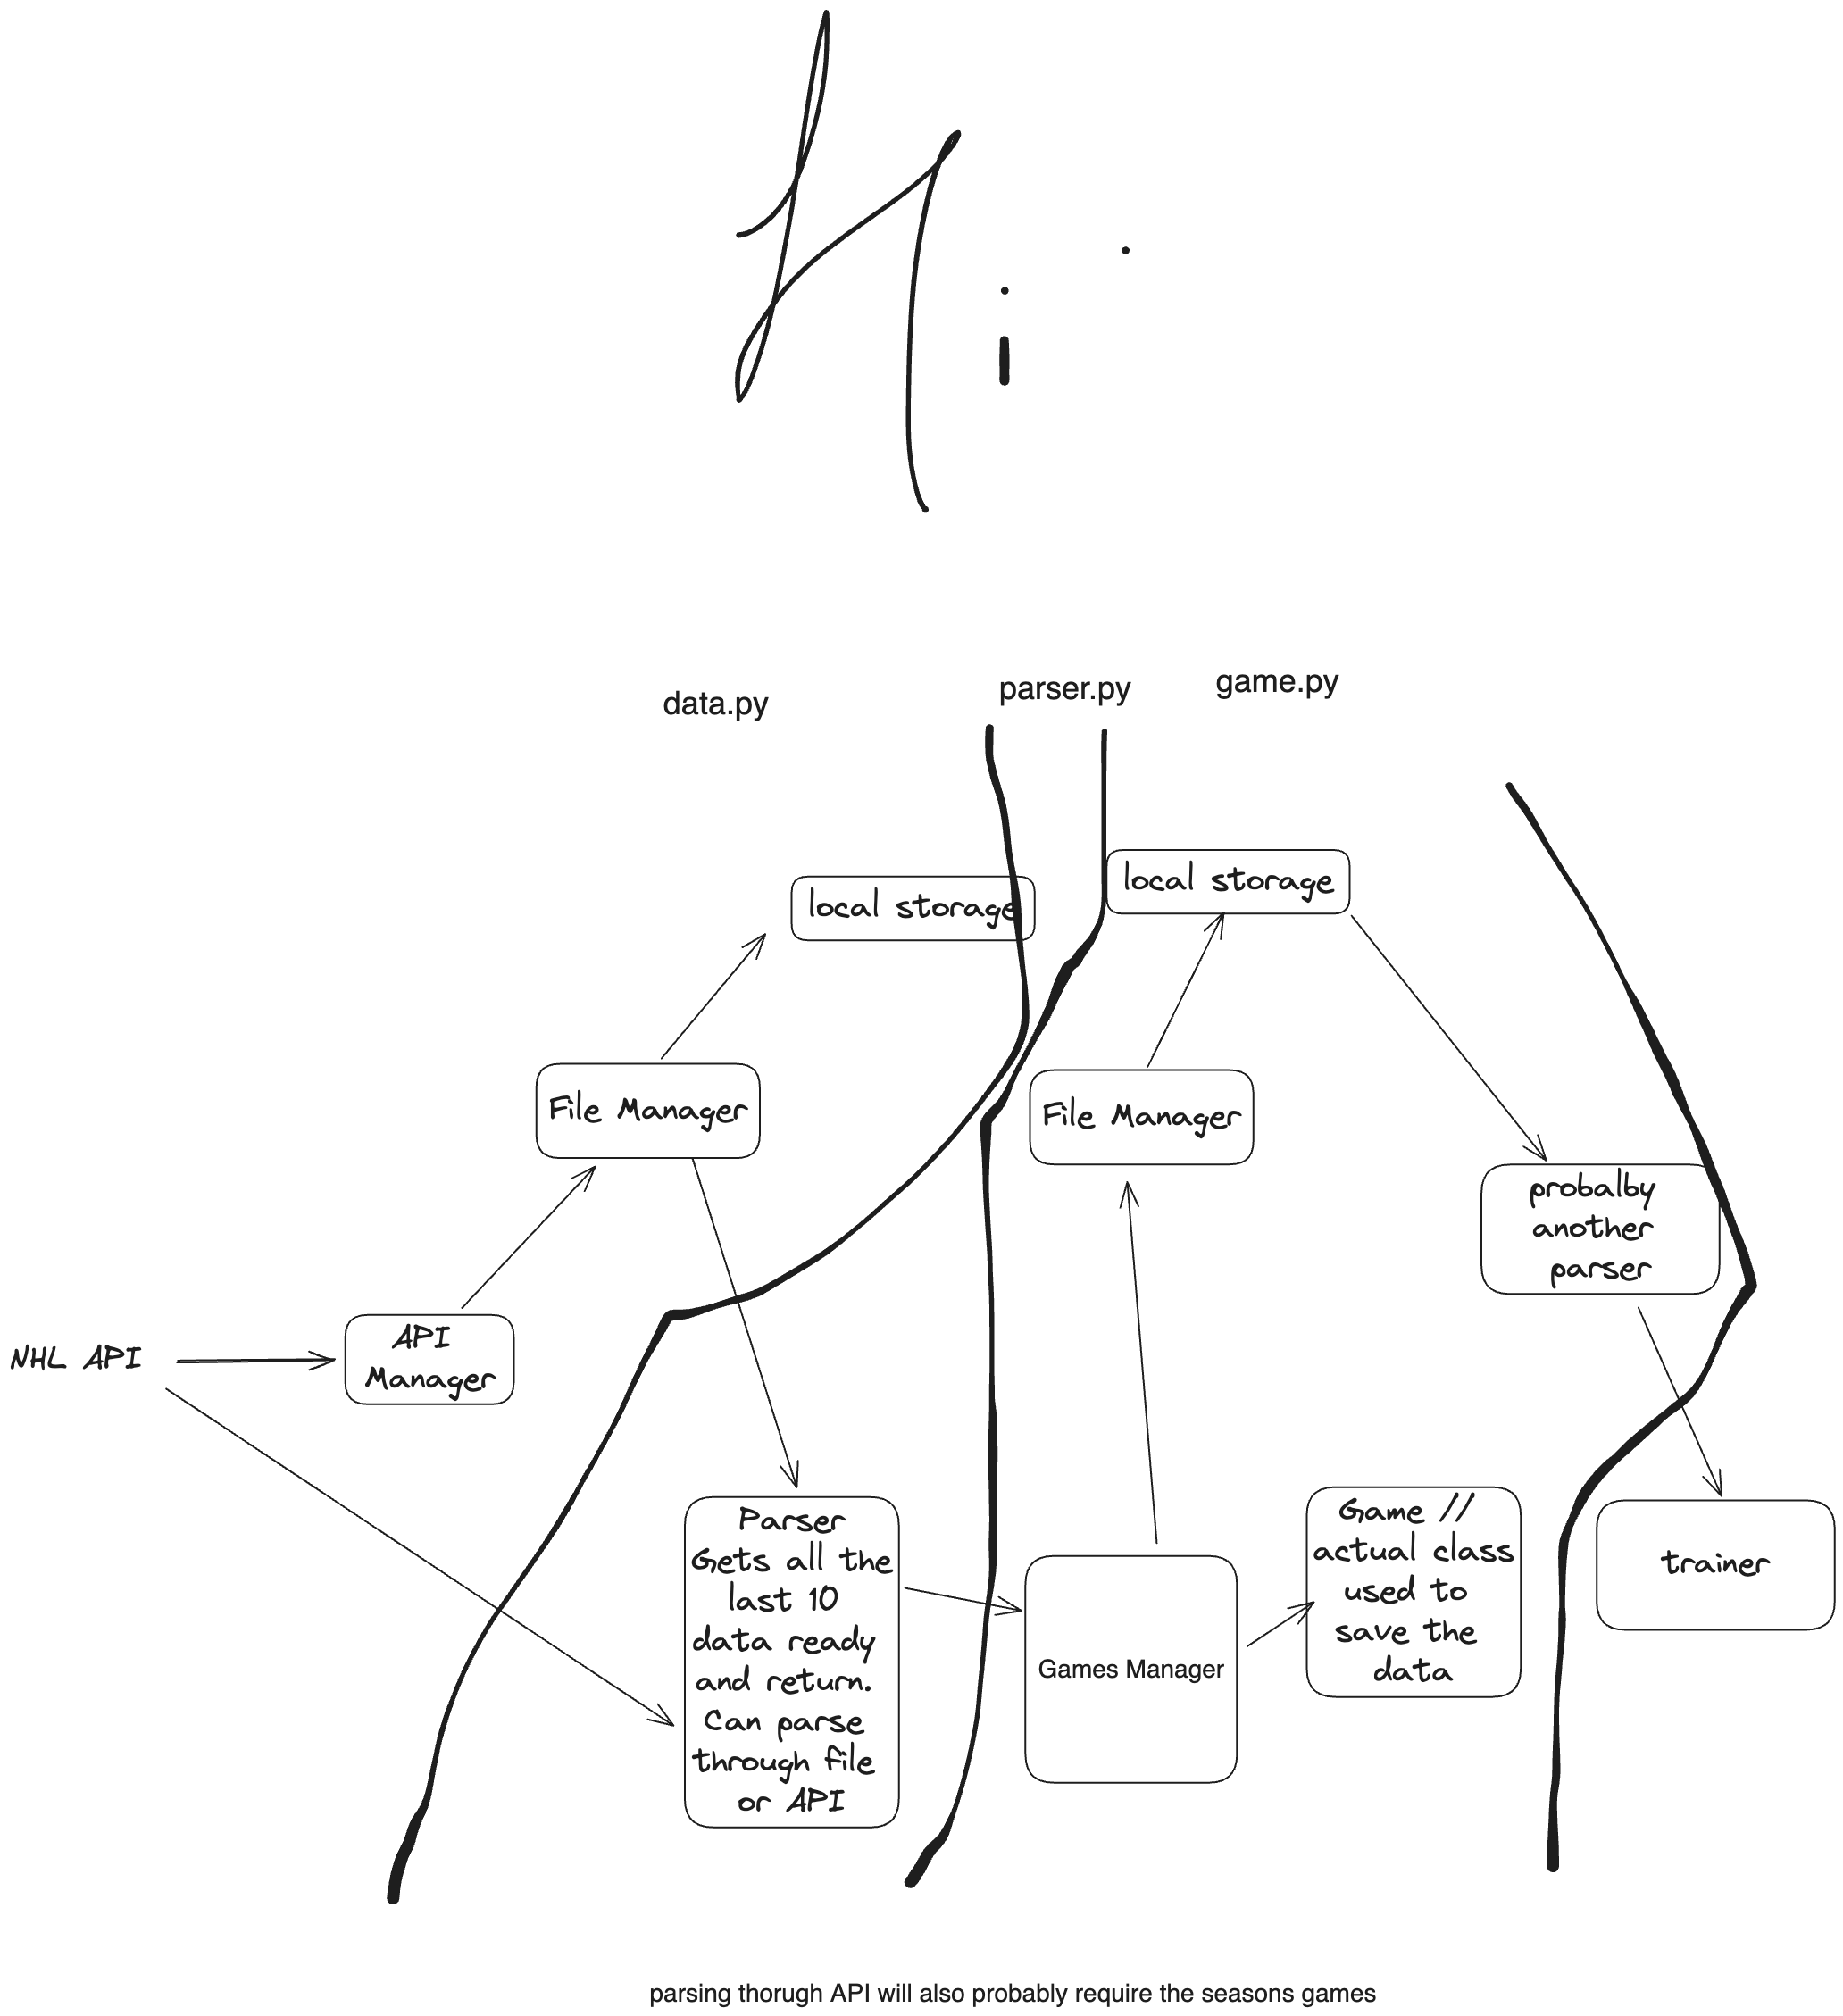 Hi
data.py
parser.py
game.py
local storage
local storage
File Manager
File Manager
probalby
another
parser
NHL API
API
Manager
Parser
Gets all the
last 10
data ready
and return.
Can parse
through file
or API
Games Manager
Game //
actual class
used to
save the
data
trainer
parsing thorugh API will also probably require the seasons games